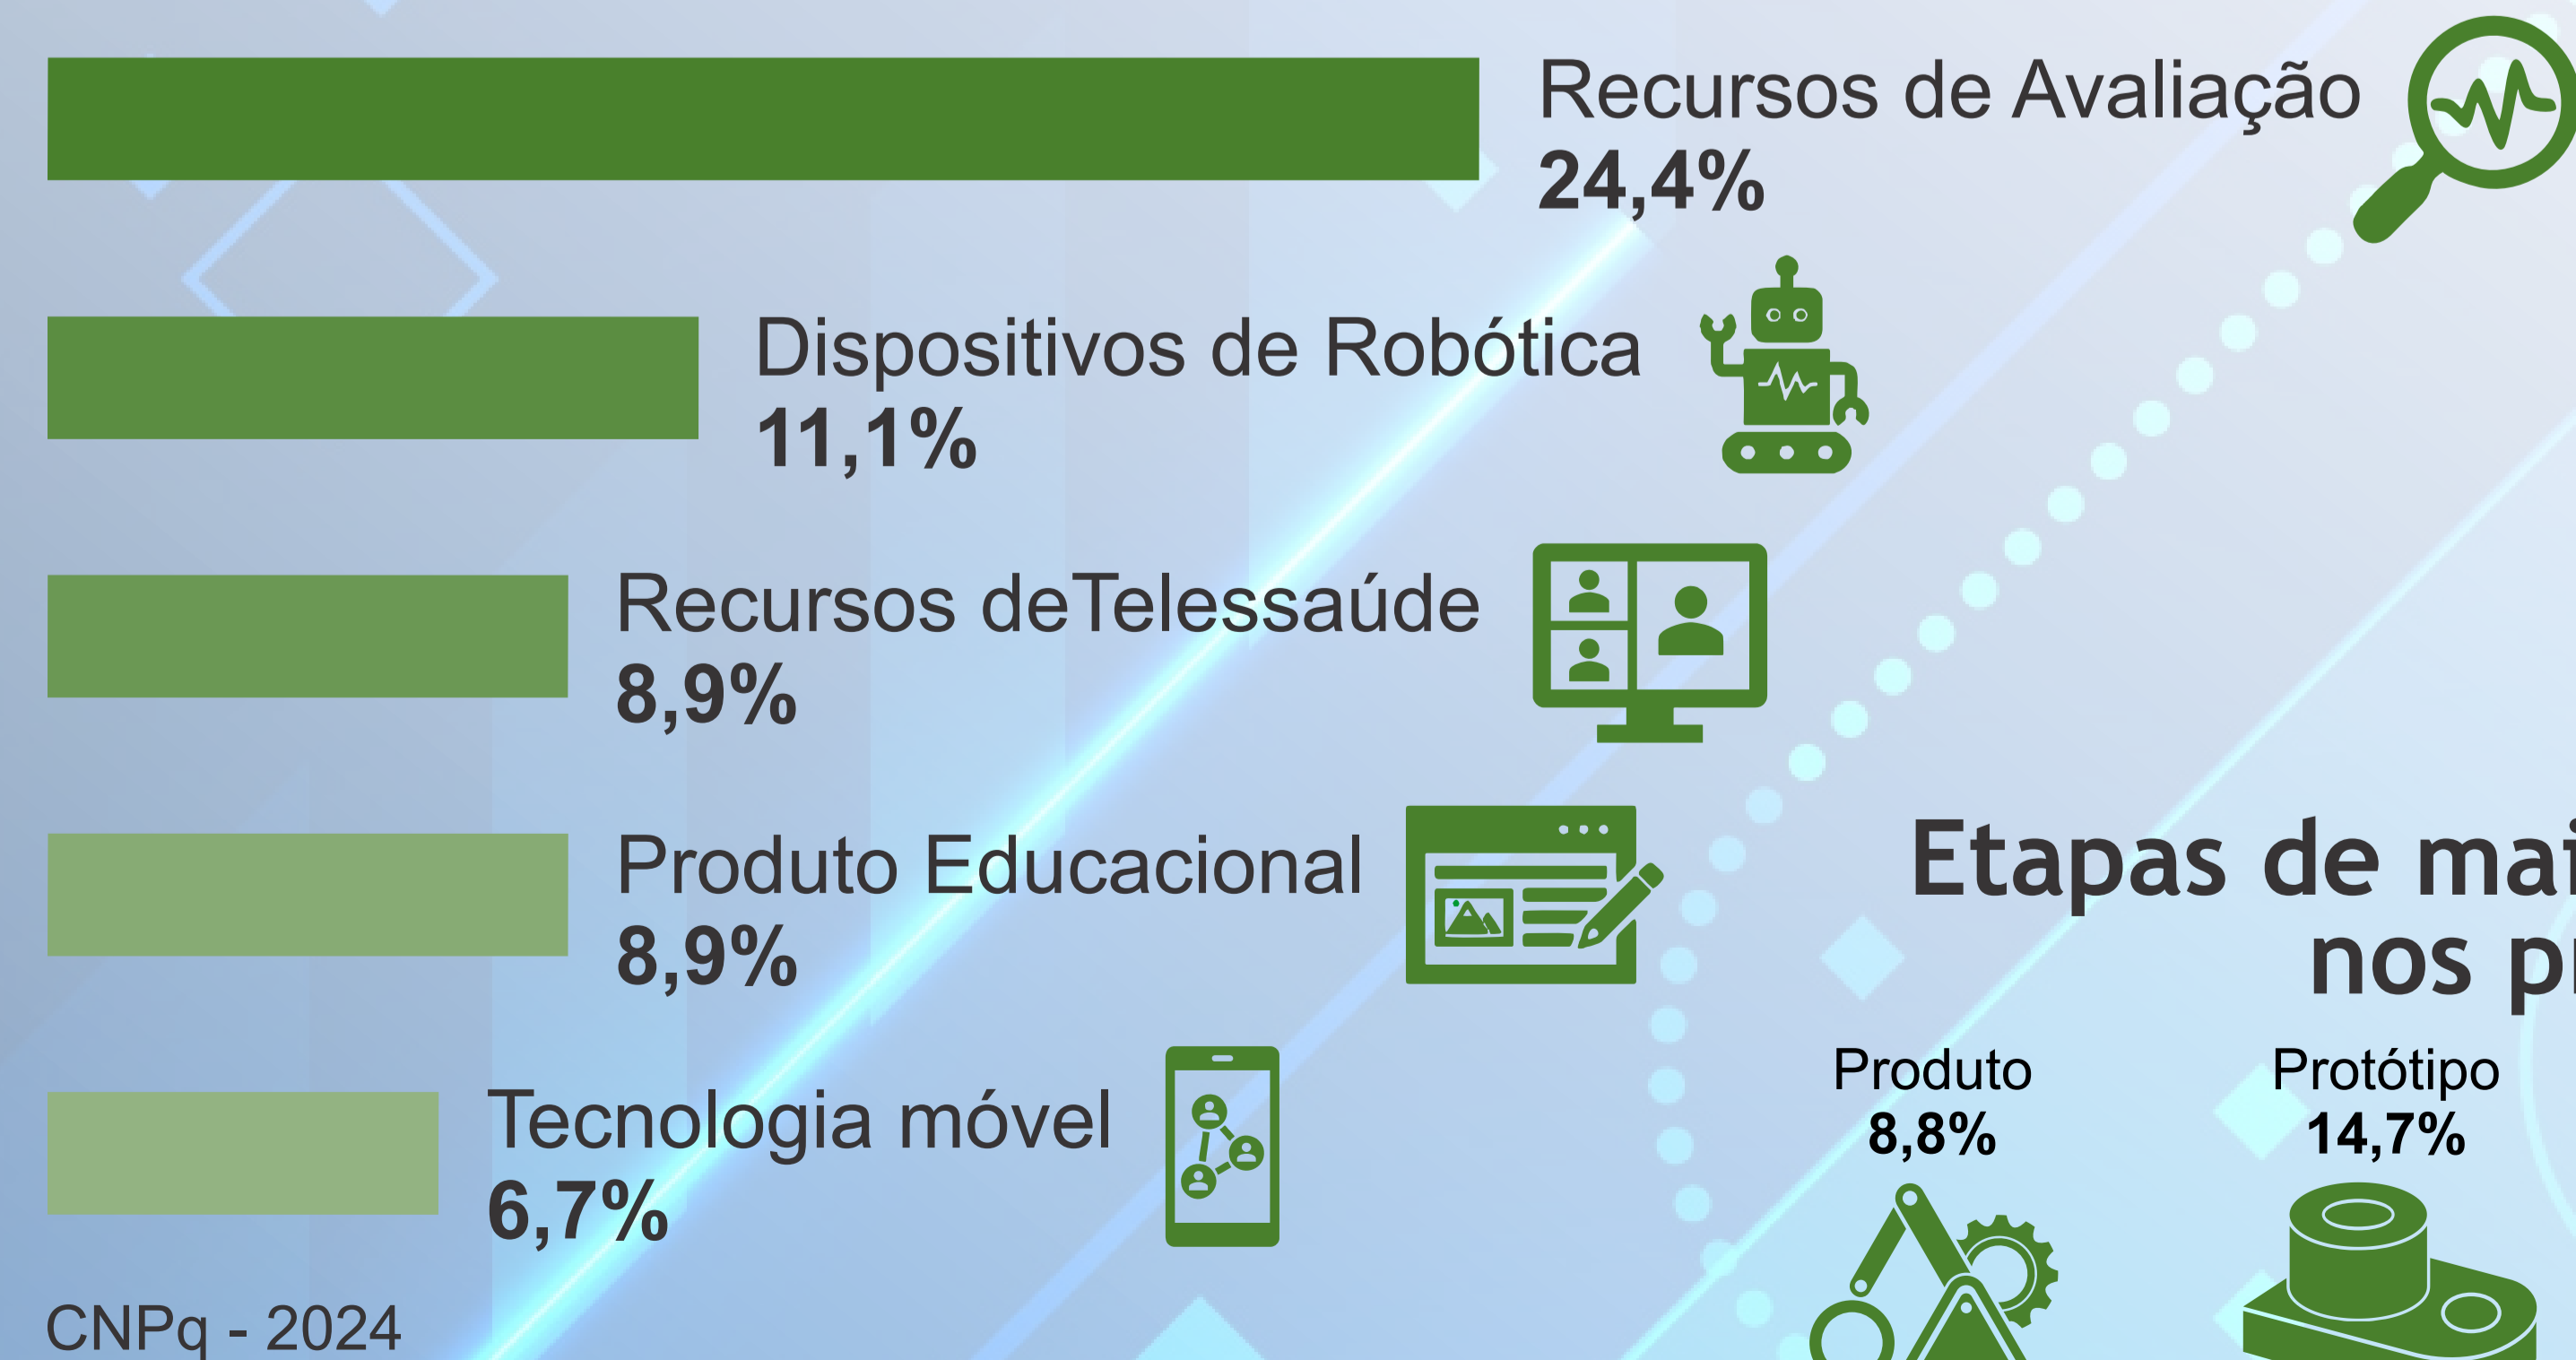 Recursos de Avaliação
24,4%
Dispositivos de Robótica
11,1%
Recursos deTelessaúde
8,9%
Produto Educacional
8,9%
Tecnologia móvel
6,7%
CNPq - 2024
Etapas de mai
nos p
Produto
8,8%
Protótipo
14,7%